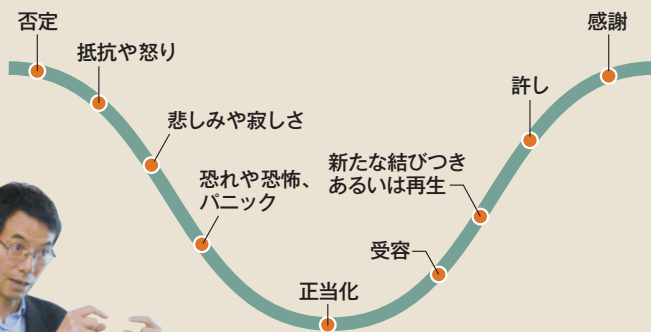 否定
抵抗や怒り
悲しみや寂しさ
恐れや恐怖、
パニック
正当化
受容
新たな結びつき
あるいは再生
許し
感謝